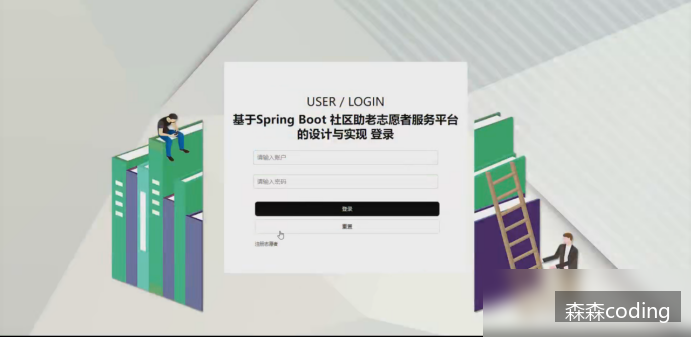 USER / LOGIN
基于Spring Boot 社区助老志愿者服务平台
的设计与实现 登录
请输入账户
请输入密码
登录
重置
注册志愿者
森森coding